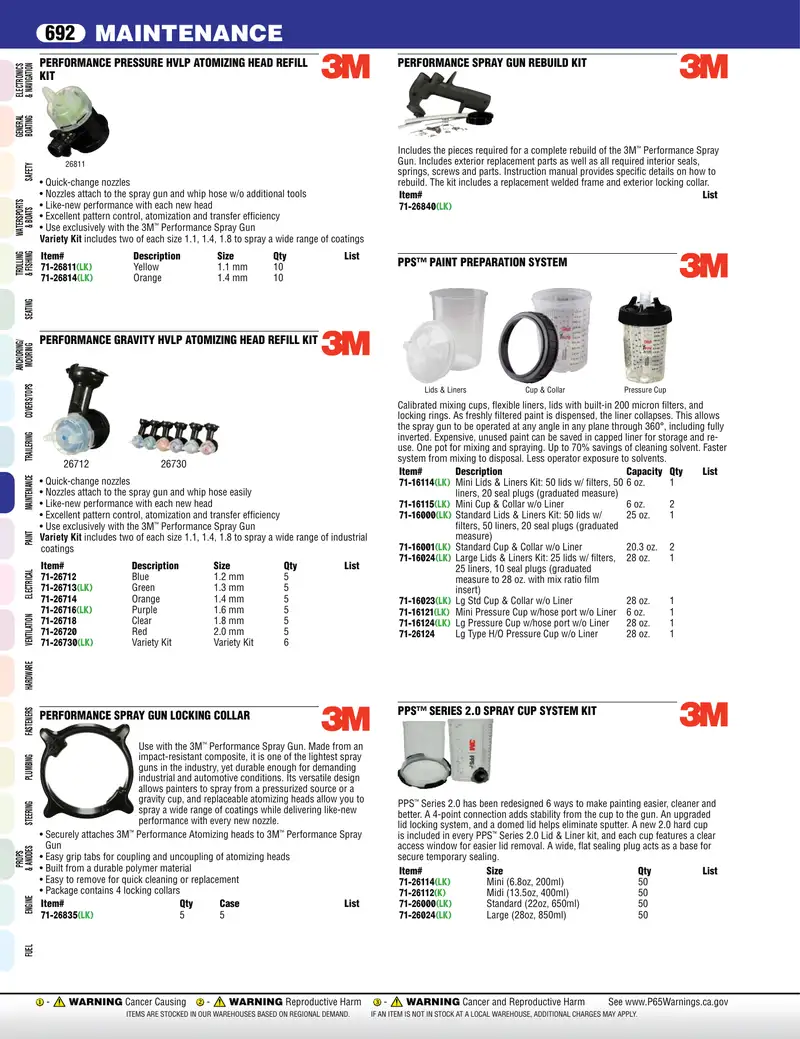 692 MAINTENANCE
ELECTRONICS & NAVIGATION
GENERAL BOATING
SAFETY
WATERSPORTS & BOATS
TROLLING & FISHING
SEATING
ANCHORING/ MOORING
COVERS/TOPS
TRAILERING
MAINTENANCE
PAINT
ELECTRICAL
VENTILATION
HARDWARE
FASTENERS
PLUMBING
STEERING
PROPS & ANODES
ENGINE
FUEL
PERFORMANCE PRESSURE HVLP ATOMIZING HEAD REFILL
KIT
3M
26811
• Quick-change nozzles
• Nozzles attach to the spray gun and whip hose w/o additional tools
• Like-new performance with each new head
• Excellent pattern control, atomization and transfer efficiency
• Use exclusively with the 3M™ Performance Spray Gun
Variety Kit includes two of each size 1.1, 1.4, 1.8 to spray a wide range of coatings
Item# Description Size Qty List
71-26811(LK) Yellow 1.1 mm 10
71-26814(LK) Orange 1.4 mm 10
PERFORMANCE GRAVITY HVLP ATOMIZING HEAD REFILL KIT
3M
26712 26730
• Quick-change nozzles
• Nozzles attach to the spray gun and whip hose easily
• Like-new performance with each new head
• Excellent pattern control, atomization and transfer efficiency
• Use exclusively with the 3M™ Performance Spray Gun
Variety Kit includes two of each size 1.1, 1.4, 1.8 to spray a wide range of industrial
coatings
Item# Description Size Qty List
71-26712 Blue 1.2 mm 5
71-26713(LK) Green 1.3 mm 5
71-26714 Orange 1.4 mm 5
71-26716(LK) Purple 1.6 mm 5
71-26718 Clear 1.8 mm 5
71-26720 Red 2.0 mm 5
71-26730(LK) Variety Kit Variety Kit 6
PERFORMANCE SPRAY GUN LOCKING COLLAR
3M
Use with the 3M™ Performance Spray Gun. Made from an
impact-resistant composite, it is one of the lightest spray
guns in the industry, yet durable enough for demanding
industrial and automotive conditions. Its versatile design
allows painters to spray from a pressurized source or a
gravity cup, and replaceable atomizing heads allow you to
spray a wide range of coatings while delivering like-new
performance with every new nozzle.
• Securely attaches 3M™ Performance Atomizing heads to 3M™ Performance Spray
Gun
• Easy grip tabs for coupling and uncoupling of atomizing heads
• Built from a durable polymer material
• Easy to remove for quick cleaning or replacement
• Package contains 4 locking collars
Item# Qty Case List
71-26835(LK) 5 5
PERFORMANCE SPRAY GUN REBUILD KIT
3M
Includes the pieces required for a complete rebuild of the 3M™ Performance Spray
Gun. Includes exterior replacement parts as well as all required interior seals,
springs, screws and parts. Instruction manual provides specific details on how to
rebuild. The kit includes a replacement welded frame and exterior locking collar.
Item# List
71-26840(LK)
PPS™ PAINT PREPARATION SYSTEM
3M
Lids & Liners Cup & Collar Pressure Cup
Calibrated mixing cups, flexible liners, lids with built-in 200 micron filters, and
locking rings. As freshly filtered paint is dispensed, the liner collapses. This allows
the spray gun to be operated at any angle in any plane through 360°, including fully
inverted. Expensive, unused paint can be saved in capped liner for storage and re-
use. One pot for mixing and spraying. Up to 70% savings of cleaning solvent. Faster
system from mixing to disposal. Less operator exposure to solvents.
Item# Description Capacity Qty List
71-16114(LK) Mini Lids & Liners Kit: 50 lids w/ filters, 50 6 oz. 1
liners, 20 seal plugs (graduated measure)
71-16115(LK) Mini Cup & Collar w/o Liner 6 oz. 2
71-16000(LK) Standard Lids & Liners Kit: 50 lids w/ 25 oz. 1
filters, 50 liners, 20 seal plugs (graduated
measure)
71-16001(LK) Standard Cup & Collar w/o Liner 20.3 oz. 2
71-16024(LK) Large Lids & Liners Kit: 25 lids w/ filters, 28 oz. 1
25 liners, 10 seal plugs (graduated
measure to 28 oz. with mix ratio film
insert)
71-16023(LK) Lg Std Cup & Collar w/o Liner 28 oz. 1
71-16121(LK) Mini Pressure Cup w/hose port w/o Liner 6 oz. 1
71-16124(LK) Lg Pressure Cup w/hose port w/o Liner 28 oz. 1
71-26124 Lg Type H/O Pressure Cup w/o Liner 28 oz. 1
PPS™ SERIES 2.0 SPRAY CUP SYSTEM KIT
3M
PPS™ Series 2.0 has been redesigned 6 ways to make painting easier, cleaner and
better. A 4-point connection adds stability from the cup to the gun. An upgraded
lid locking system, and a domed lid helps eliminate sputter. A new 2.0 hard cup
is included in every PPS™ Series 2.0 Lid & Liner kit, and each cup features a clear
access window for easier lid removal. A wide, flat sealing plug acts as a base for
secure temporary sealing.
Item# Size Qty List
71-26114(LK) Mini (6.8oz, 200ml) 50
71-26112(K) Midi (13.5oz, 400ml) 50
71-26000(LK) Standard (22oz, 650ml) 50
71-26024(LK) Large (28oz, 850ml) 50
1 - WARNING Cancer Causing 2 - WARNING Reproductive Harm 3 - WARNING Cancer and Reproductive Harm See www.P65Warnings.ca.gov
ITEMS ARE STOCKED IN OUR WAREHOUSES BASED ON REGIONAL DEMAND. IF AN ITEM IS NOT IN STOCK AT A LOCAL WAREHOUSE, ADDITIONAL CHARGES MAY APPLY.